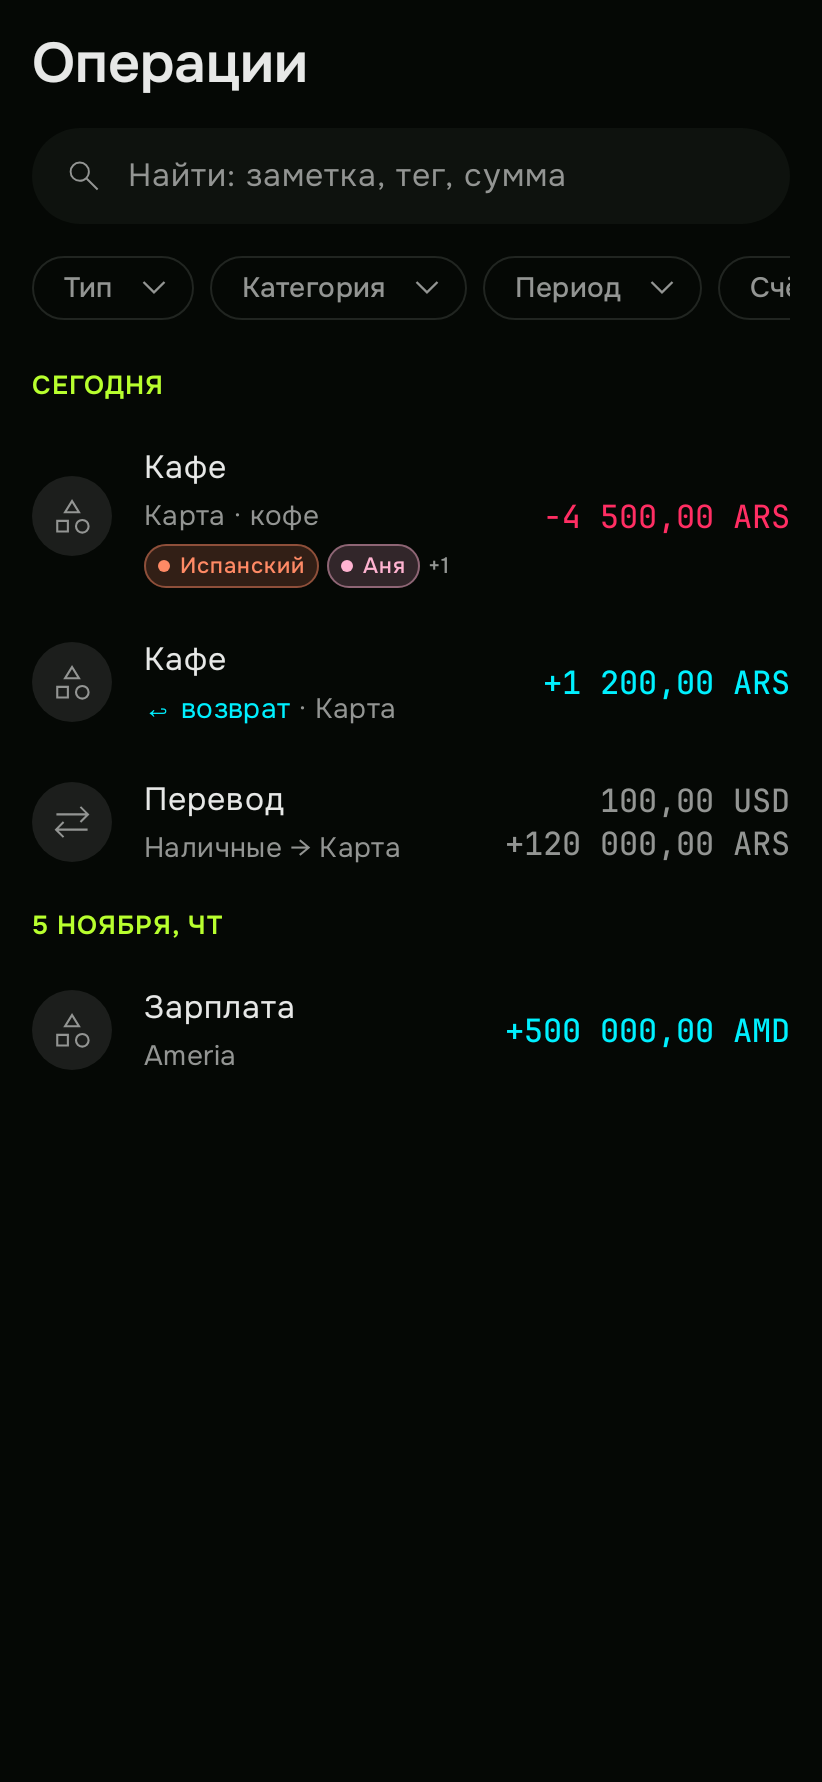 Операции
Найти: заметка, тег, сумма
Тип Категория Период Счё
СЕГОДНЯ
Кафе
Карта · кофе
-4 500,00 ARS
Испанский Аня +1
Кафе
↩ возврат · Карта
+1 200,00 ARS
Перевод
100,00 USD
Наличные → Карта
+120 000,00 ARS
5 НОЯБРЯ, ЧТ
Зарплата
Ameria
+500 000,00 AMD